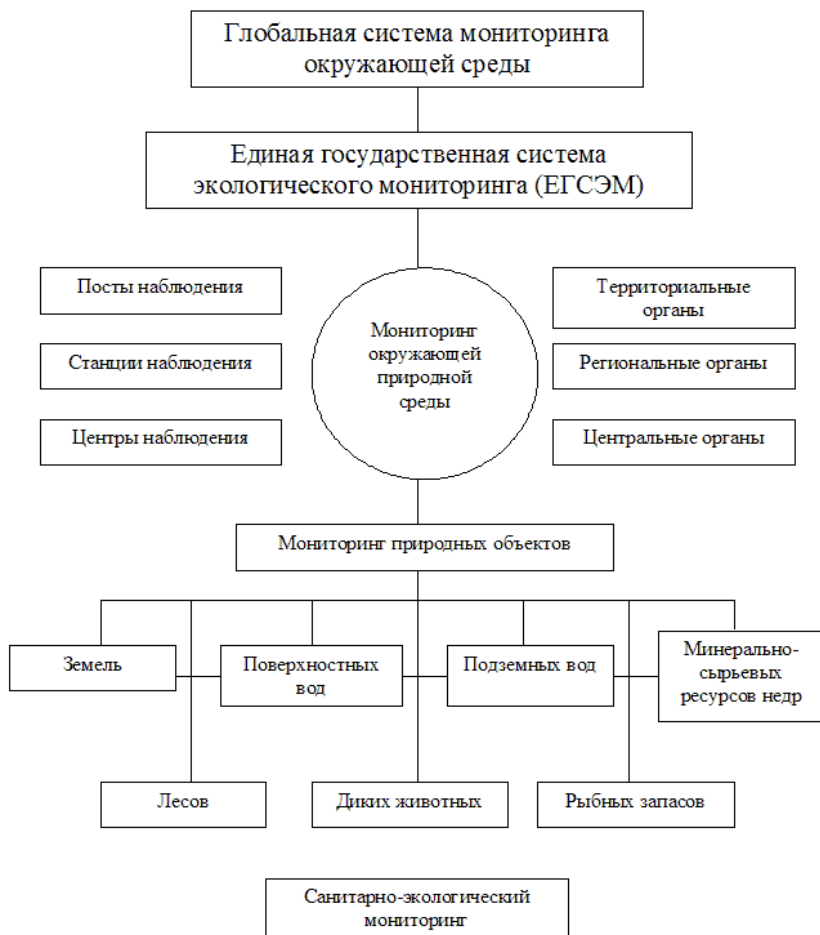 Глобальная система мониторинга
окружающей среды
Единая государственная система
экологического мониторинга (ЕГСЭМ)
Посты наблюдения
Станции наблюдения
Центры наблюдения
Мониторинг
окружающей
природной
среды
Территориальные
органы
Региональные органы
Центральные органы
Мониторинг природных объектов
Земель
Поверхностных
вод
Подземных вод
Минерально-
сырьевых
ресурсов недр
Лесов
Диких животных
Рыбных запасов
Санитарно-экологический
мониторинг